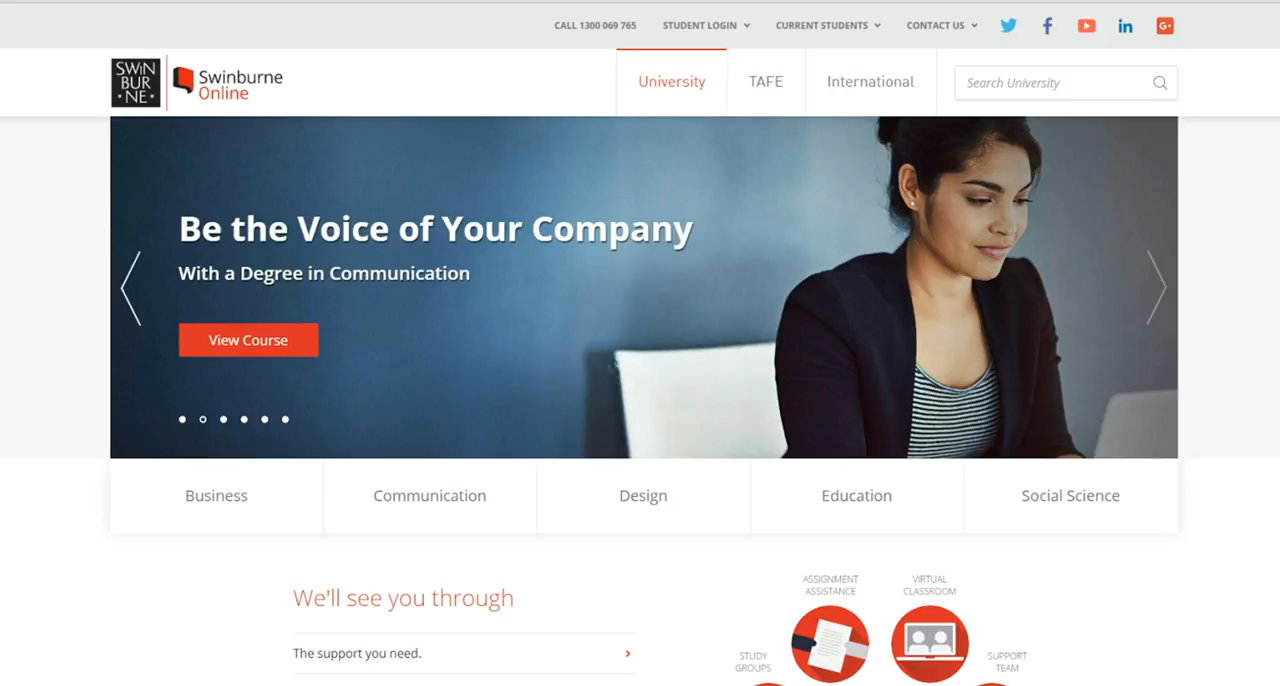 CALL 1300 069 765 STUDENT LOGIN CURRENT STUDENTS CONTACT US
SWIN
BUR
NE
Swinburne
Online
University TAFE International Search University
Be the Voice of Your Company
With a Degree in Communication
View Course
Business Communication Design Education Social Science
We'll see you through
The support you need.
ASSIGNMENT
ASSISTANCE
VIRTUAL
CLASSROOM
STUDY
GROUPS
SUPPORT
TEAM